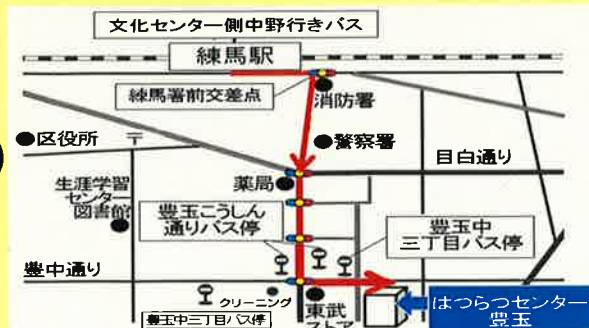 文化センター側中野行きバス
練馬駅
練馬署前交差点
消防署
区役所
〒
警察署
目白通り
生涯学習
センター
図書館
薬局
豊玉こうしん
通りバス停
豊玉中
三丁目バス停
豊中通り
クリーニング
東武
ストア
豊玉中三丁目バス停
はつらつセンター
豊玉